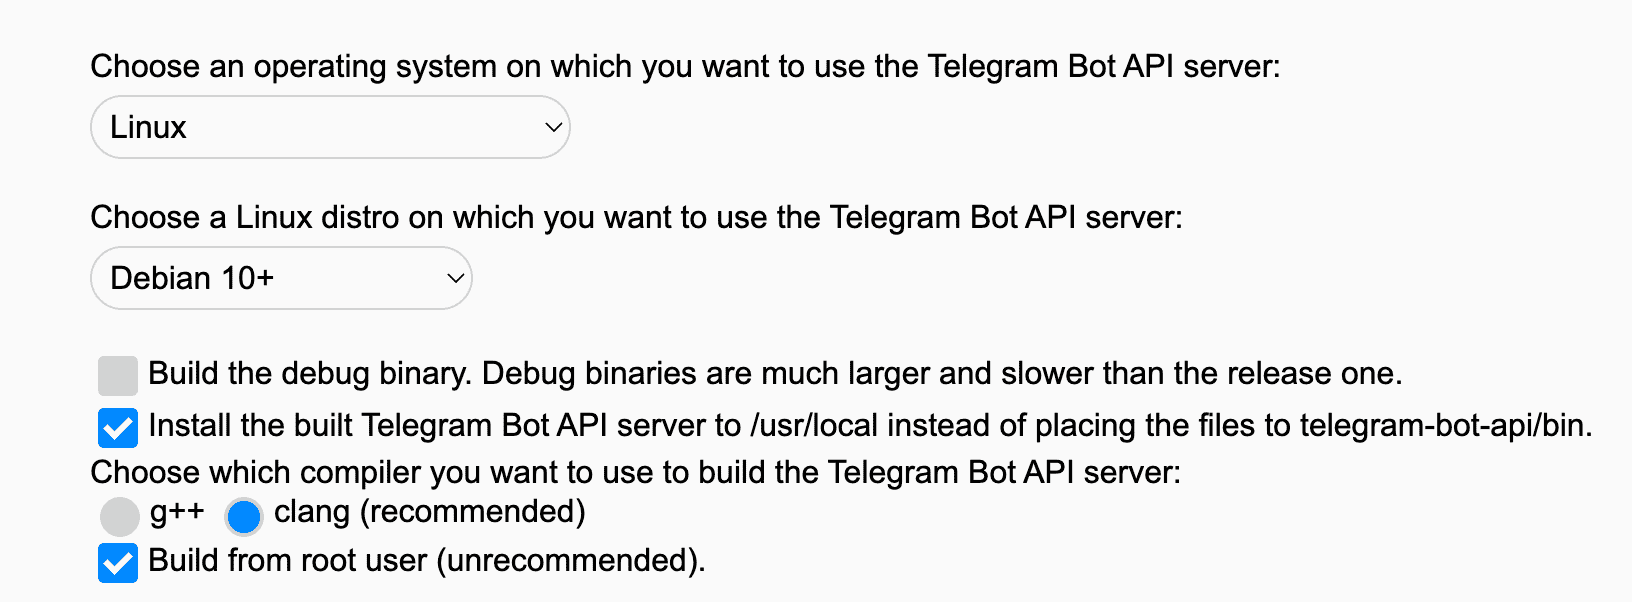 Choose an operating system on which you want to use the Telegram Bot API server:
Linux
Choose a Linux distro on which you want to use the Telegram Bot API server:
Debian 10+
Build the debug binary. Debug binaries are much larger and slower than the release one.
Install the built Telegram Bot API server to /usr/local instead of placing the files to telegram-bot-api/bin.
Choose which compiler you want to use to build the Telegram Bot API server:
g++ clang (recommended)
Build from root user (unrecommended).